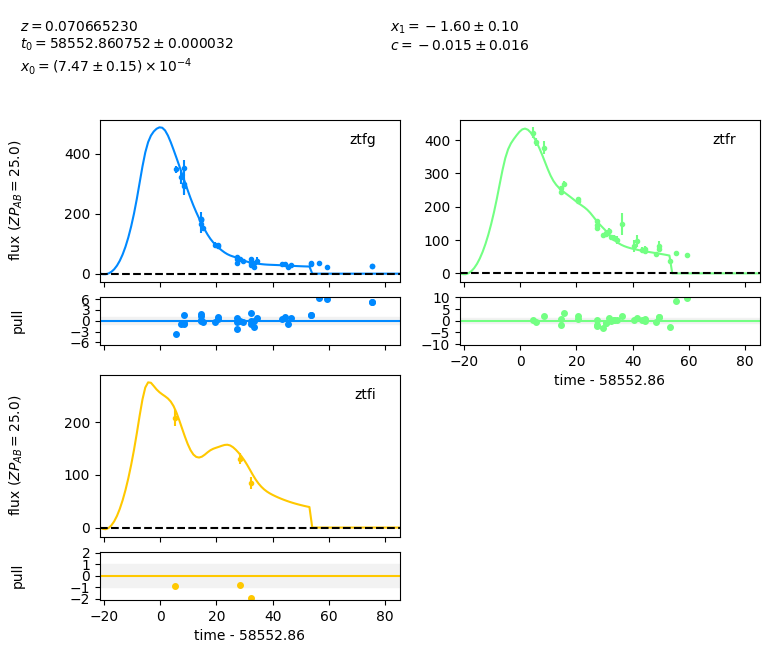 z = 0.070665230
t₀ = 58552.860752 ± 0.000032
x₀ = (7.47 ± 0.15) × 10⁻⁴
x₁ = −1.60 ± 0.10
c = −0.015 ± 0.016
flux (ZP_AB = 25.0)
400
200
0
ztfg
400
300
200
100
0
ztfr
pull
6
3
0
−3
−6
10
5
0
−5
−10
−20 0 20 40 60 80
time - 58552.86
flux (ZP_AB = 25.0)
200
100
0
ztfi
pull
2
1
0
−1
−2
−20 0 20 40 60 80
time - 58552.86